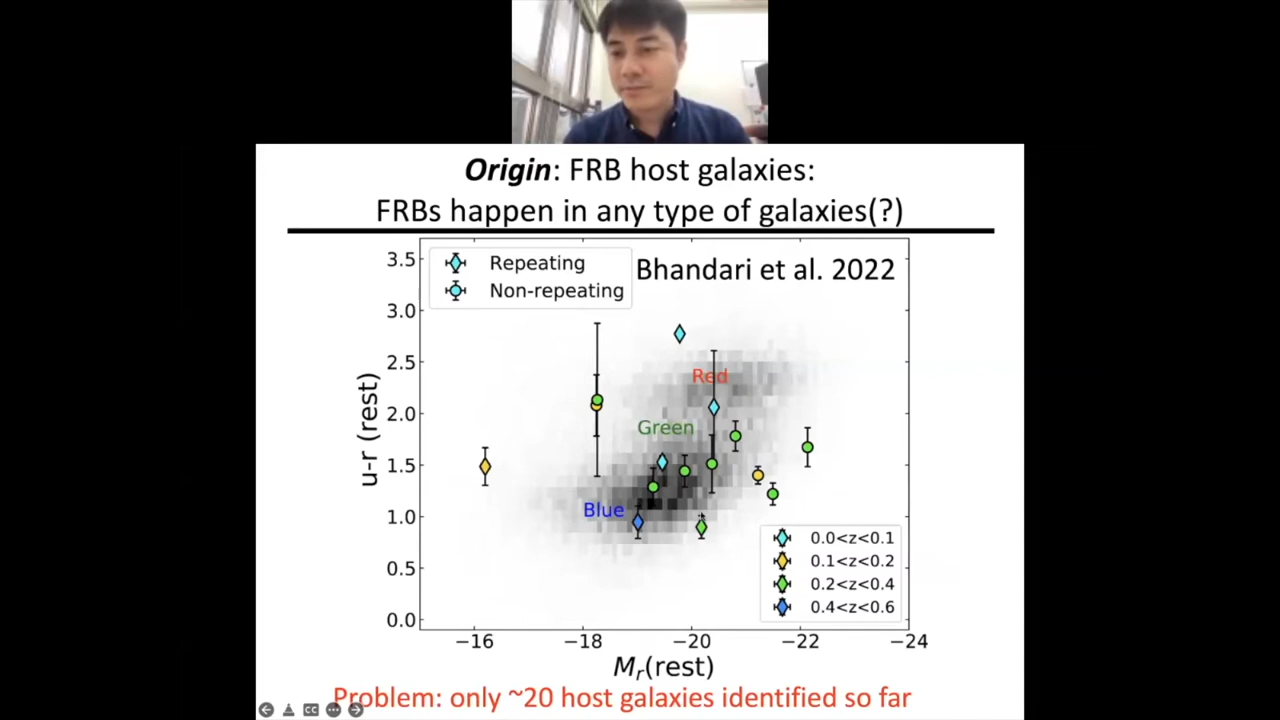 Origin: FRB host galaxies:
FRBs happen in any type of galaxies(?)
Repeating
Non-repeating
Bhandari et al. 2022
3.5
3.0
2.5
2.0
1.5
1.0
0.5
0.0
u-r (rest)
Red
Green
Blue
0.0<z<0.1
0.1<z<0.2
0.2<z<0.4
0.4<z<0.6
−16 −18 −20 −22 −24
Mr(rest)
Problem: only ~20 host galaxies identified so far
CC